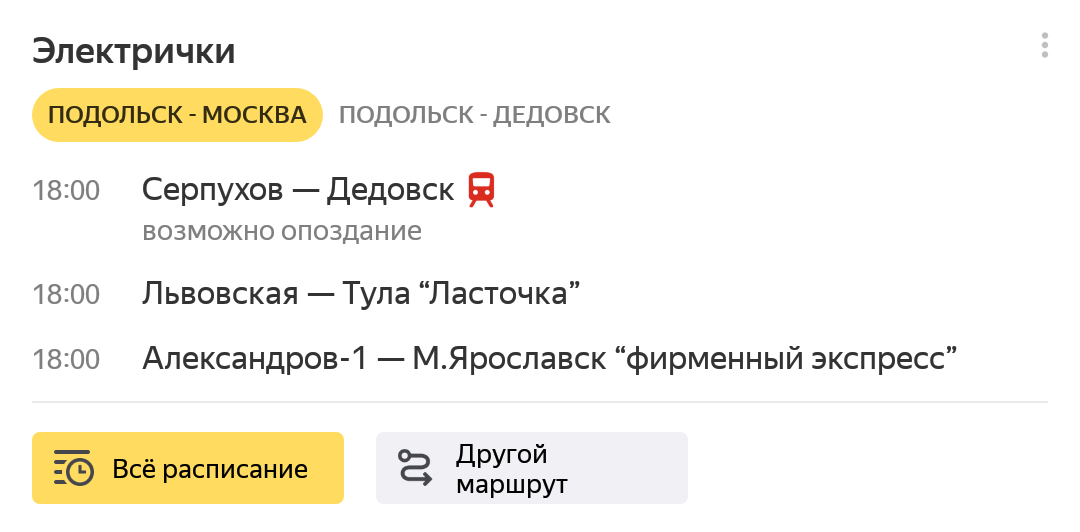 Электрички
ПОДОЛЬСК - МОСКВА ПОДОЛЬСК - ДЕДОВСК
18:00 Серпухов — Дедовск
возможно опоздание
18:00 Львовская — Тула “Ласточка”
18:00 Александров-1 — М.Ярославск “фирменный экспресс”
Всё расписание
Другой
маршрут